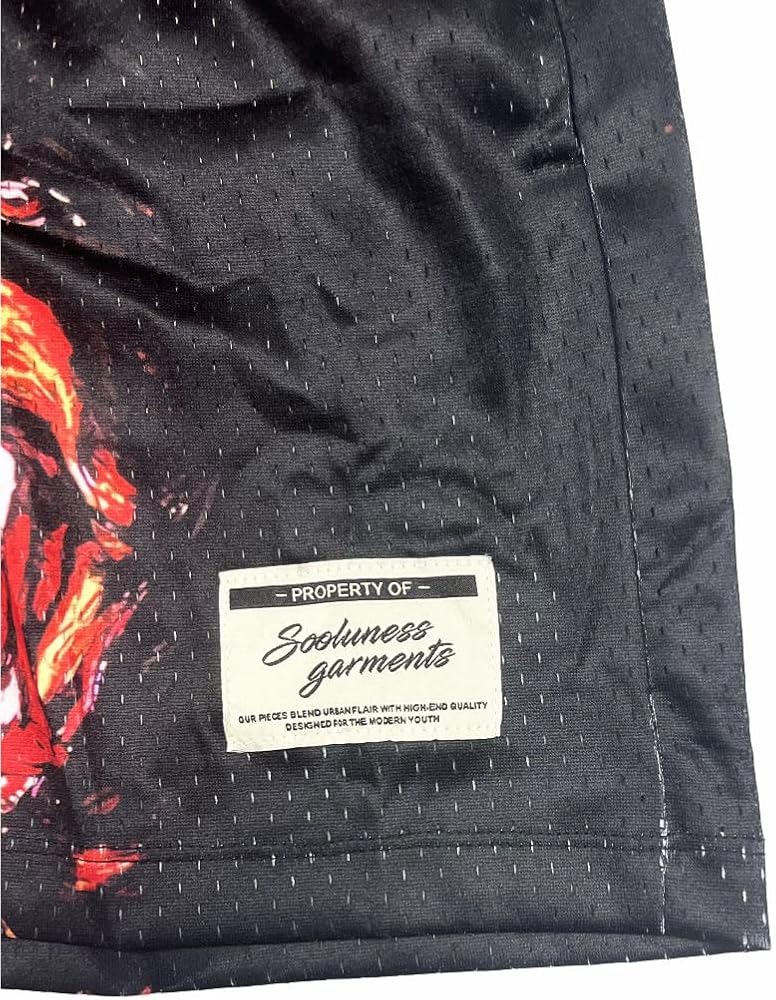 – PROPERTY OF –
Sooluness
garments
OUR PIECES BLEND URBAN FLAIR WITH HIGH-END QUALITY
DESIGNED FOR THE MODERN YOUTH